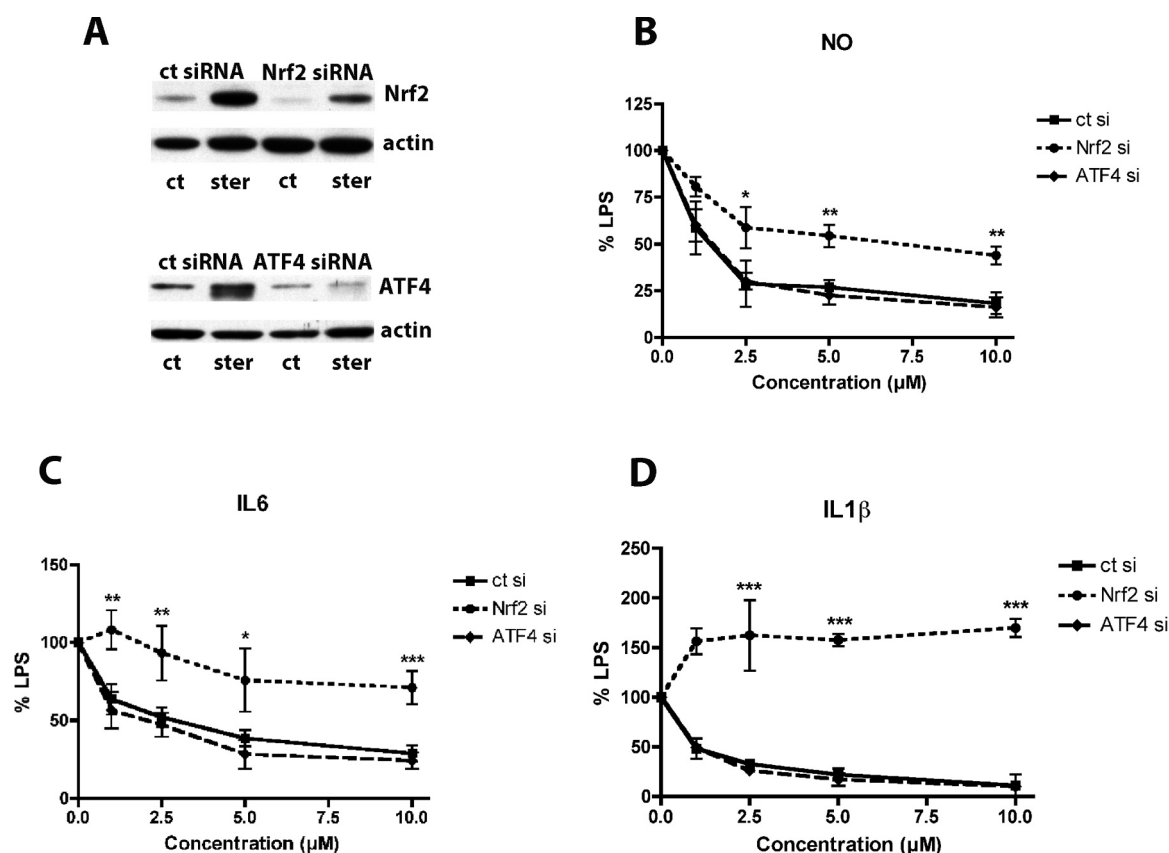 A
ct siRNA Nrf2 siRNA
Nrf2
actin
ct ster ct ster
ct siRNA ATF4 siRNA
ATF4
actin
ct ster ct ster
B
NO
125
100
75
50
25
0
% LPS
* ** **
0.0 2.5 5.0 7.5 10.0
Concentration (µM)
ct si
Nrf2 si
ATF4 si
C
IL6
150
100
50
0
% LPS
** ** * ***
0.0 2.5 5.0 7.5 10.0
Concentration (µM)
ct si
Nrf2 si
ATF4 si
D
IL1β
250
200
150
100
50
0
% LPS
*** *** ***
0.0 2.5 5.0 7.5 10.0
Concentration (µM)
ct si
Nrf2 si
ATF4 si